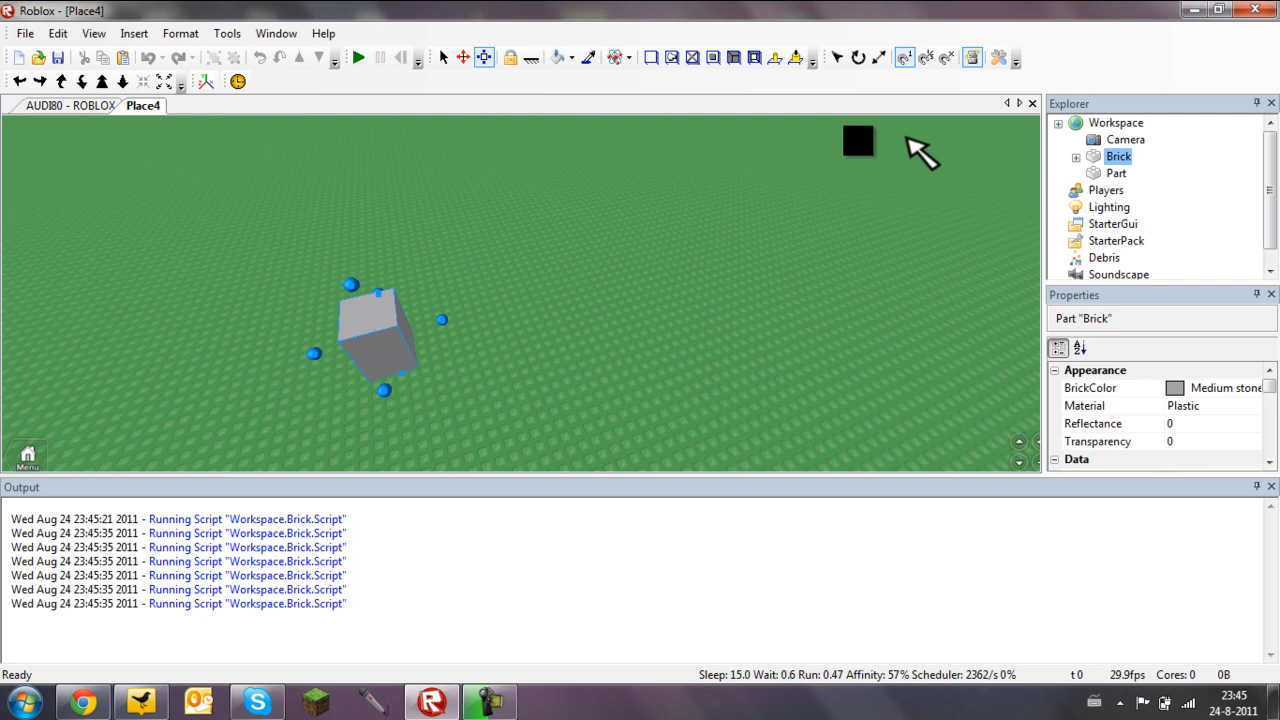 Roblox - [Place4]
File Edit View Insert Format Tools Window Help
AUDI80 - ROBLOX Place4
Explorer
Workspace
Camera
Brick
Part
Players
Lighting
StarterGui
StarterPack
Debris
Soundscape
Properties
Part "Brick"
Appearance
BrickColor Medium stone
Material Plastic
Reflectance 0
Transparency 0
Data
Menu
Output
Wed Aug 24 23:45:21 2011 - Running Script "Workspace.Brick.Script"
Wed Aug 24 23:45:35 2011 - Running Script "Workspace.Brick.Script"
Wed Aug 24 23:45:35 2011 - Running Script "Workspace.Brick.Script"
Wed Aug 24 23:45:35 2011 - Running Script "Workspace.Brick.Script"
Wed Aug 24 23:45:35 2011 - Running Script "Workspace.Brick.Script"
Wed Aug 24 23:45:35 2011 - Running Script "Workspace.Brick.Script"
Wed Aug 24 23:45:35 2011 - Running Script "Workspace.Brick.Script"
Ready Sleep: 15.0 Wait: 0.6 Run: 0.47 Affinity: 57% Scheduler: 2362/s 0% t 0 29.9fps Cores: 0 0B
23:45
24-8-2011